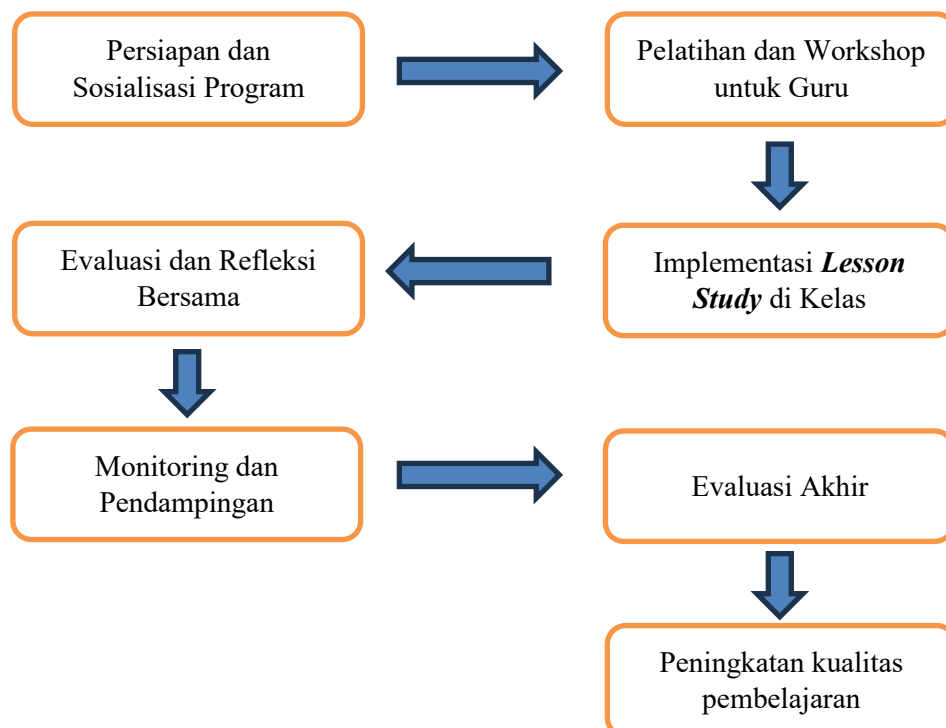 Persiapan dan
Sosialisasi Program
Pelatihan dan Workshop
untuk Guru
Implementasi Lesson
Study di Kelas
Evaluasi dan Refleksi
Bersama
Monitoring dan
Pendampingan
Evaluasi Akhir
Peningkatan kualitas
pembelajaran